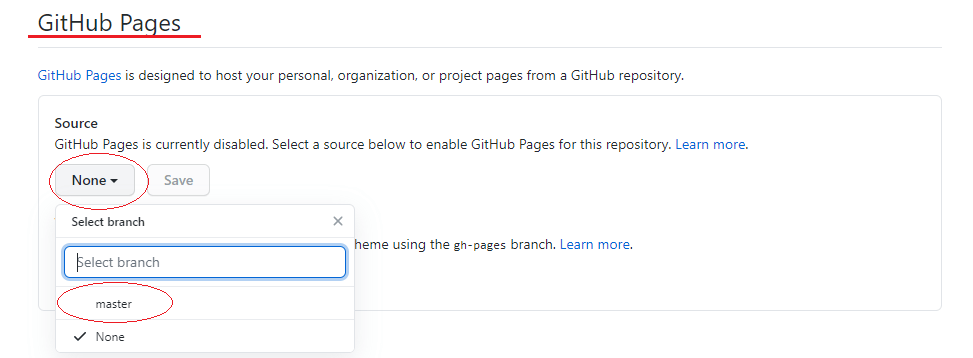 GitHub Pages
GitHub Pages is designed to host your personal, organization, or project pages from a GitHub repository.
Source
GitHub Pages is currently disabled. Select a source below to enable GitHub Pages for this repository. Learn more.
None
Save
Select branch
heme using the gh-pages branch. Learn more.
Select branch
master
None